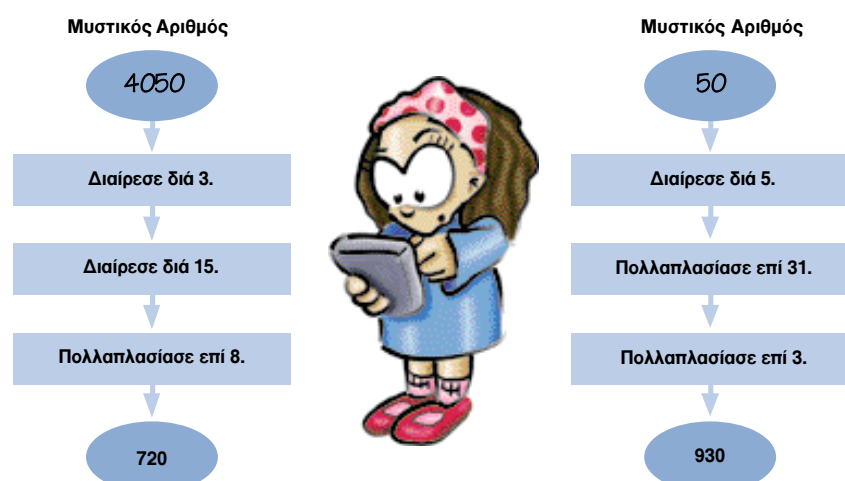 Μυστικός Αριθμός
4050
Διαίρεσε διά 3.
Διαίρεσε διά 15.
Πολλαπλασίασε επί 8.
720
Μυστικός Αριθμός
50
Διαίρεσε διά 5.
Πολλαπλασίασε επί 31.
Πολλαπλασίασε επί 3.
930